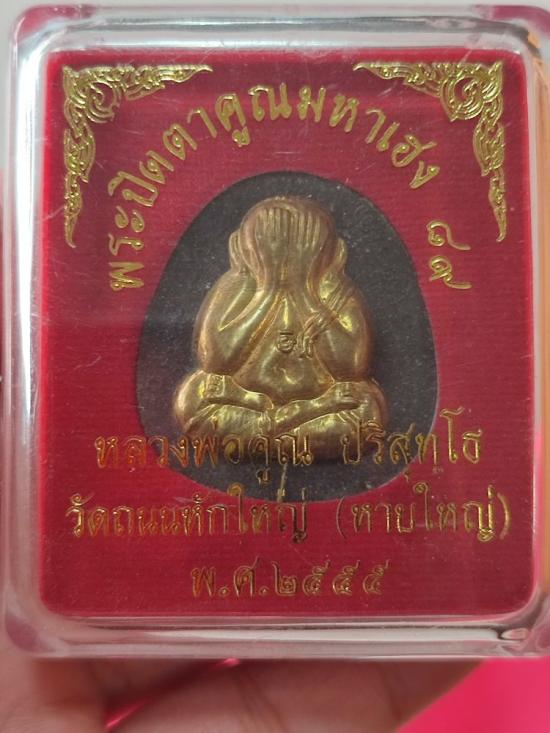 พระปิดตาคูณมหาเฮง ๘๙
หลวงพ่อคูณ ปริสุทฺโธ
วัดถนนหักใหญ่ (หาบใหญ่)
พ.ศ.๒๕๕๕